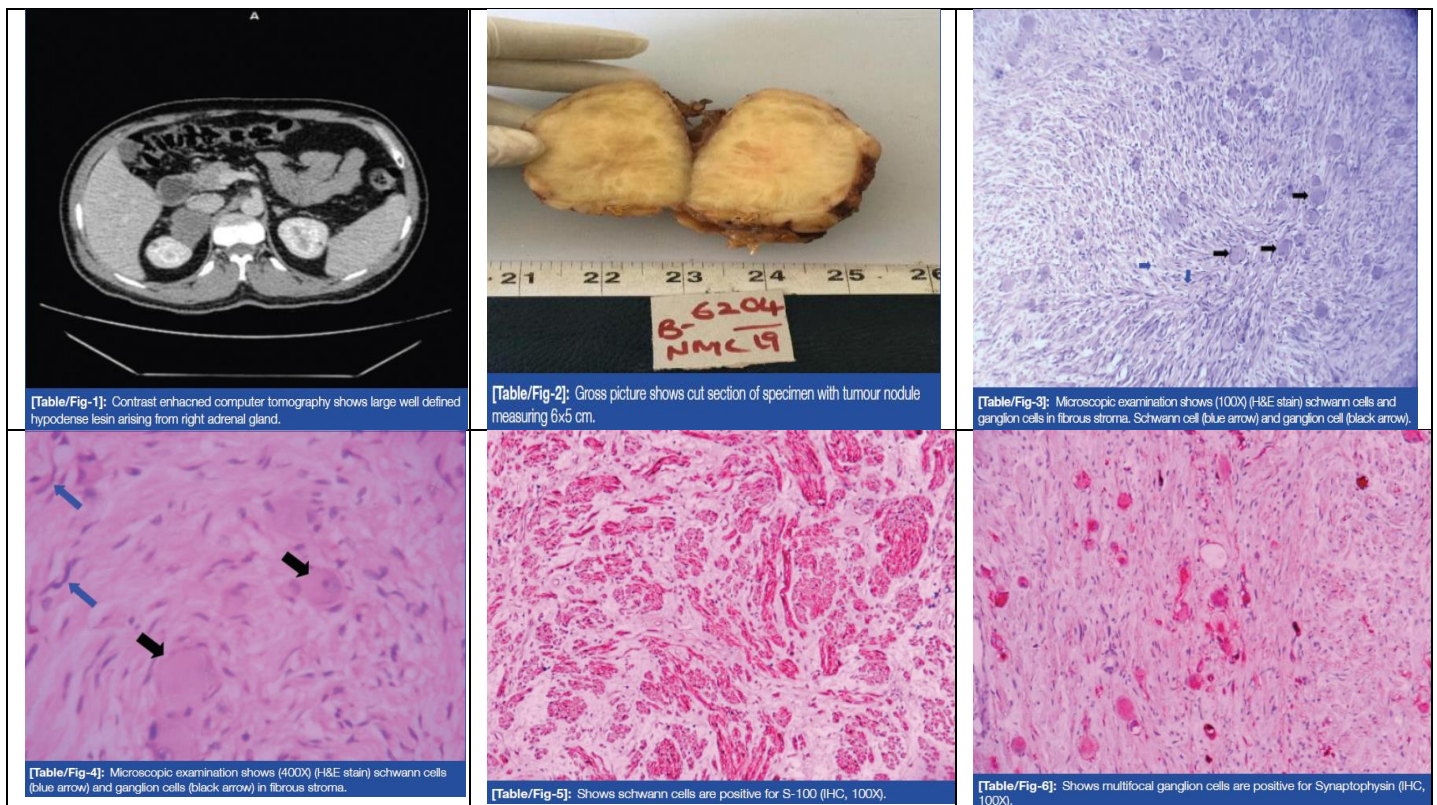 A
[Table/Fig-1]: Contrast enhacned computer tomography shows large well defined
hypodense lesin arising from right adrenal gland.
21 22 23 24 25 26
B-6204
NMC 19
[Table/Fig-2]: Gross picture shows cut section of specimen with tumour nodule
measuring 6x5 cm.
[Table/Fig-3]: Microscopic examination shows (100X) (H&E stain) schwann cells and
ganglion cells in fibrous stroma. Schwann cell (blue arrow) and ganglion cell (black arrow).
[Table/Fig-4]: Microscopic examination shows (400X) (H&E stain) schwann cells
(blue arrow) and ganglion cells (black arrow) in fibrous stroma.
[Table/Fig-5]: Shows schwann cells are positive for S-100 (IHC, 100X).
[Table/Fig-6]: Shows multifocal ganglion cells are positive for Synaptophysin (IHC,
100X).